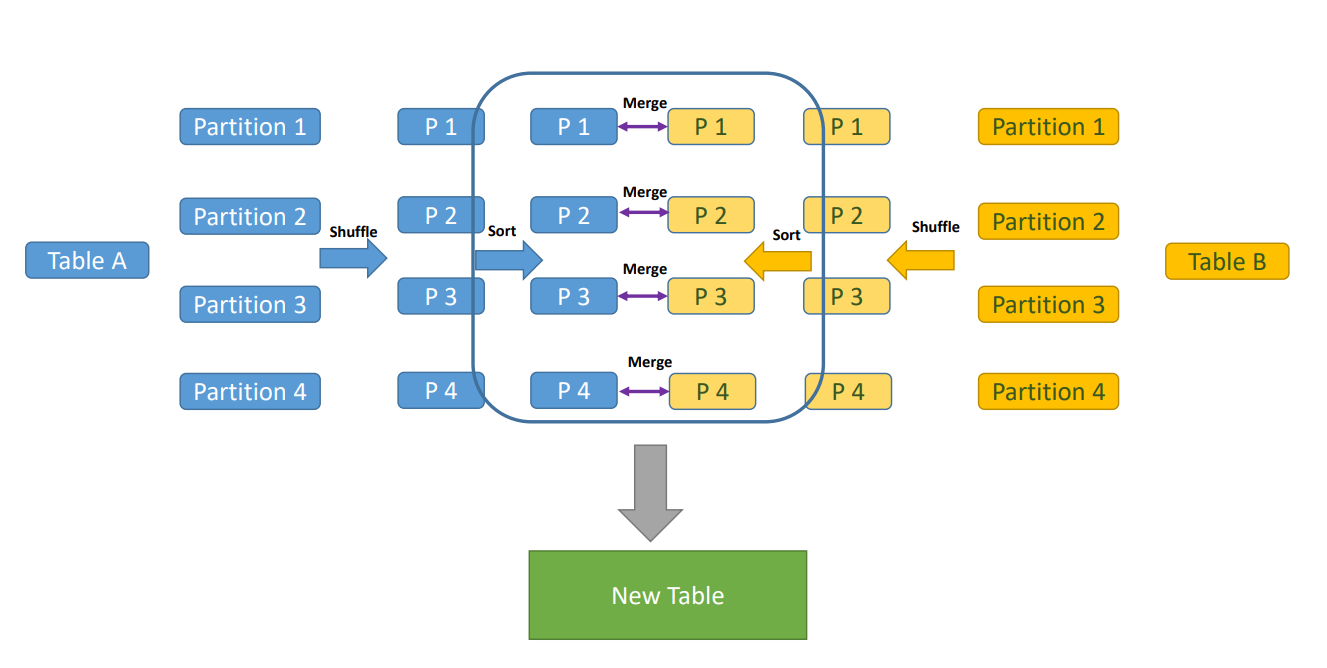 Merge
Partition 1
P 1
P 1
P 1
P 1
Partition 1
Merge
Partition 2
P 2
P 2
P 2
P 2
Partition 2
Shuffle
Sort
Sort
Shuffle
Table A
Table B
Merge
Partition 3
P 3
P 3
P 3
P 3
Partition 3
Merge
Partition 4
P 4
P 4
P 4
P 4
Partition 4
New Table